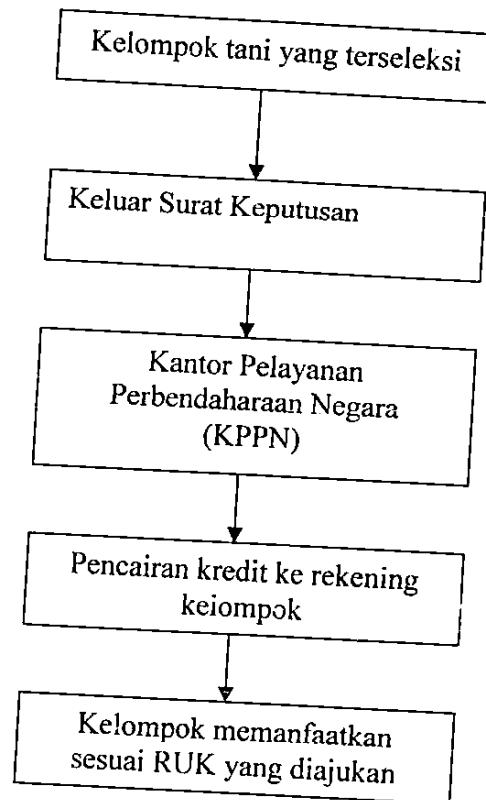 Kelompok tani yang terseleksi
Keluar Surat Keputusan
Kantor Pelayanan
Perbendaharaan Negara
(KPPN)
Pencairan kredit ke rekening
kelompok
Kelompok memanfaatkan
sesuai RUK yang diajukan